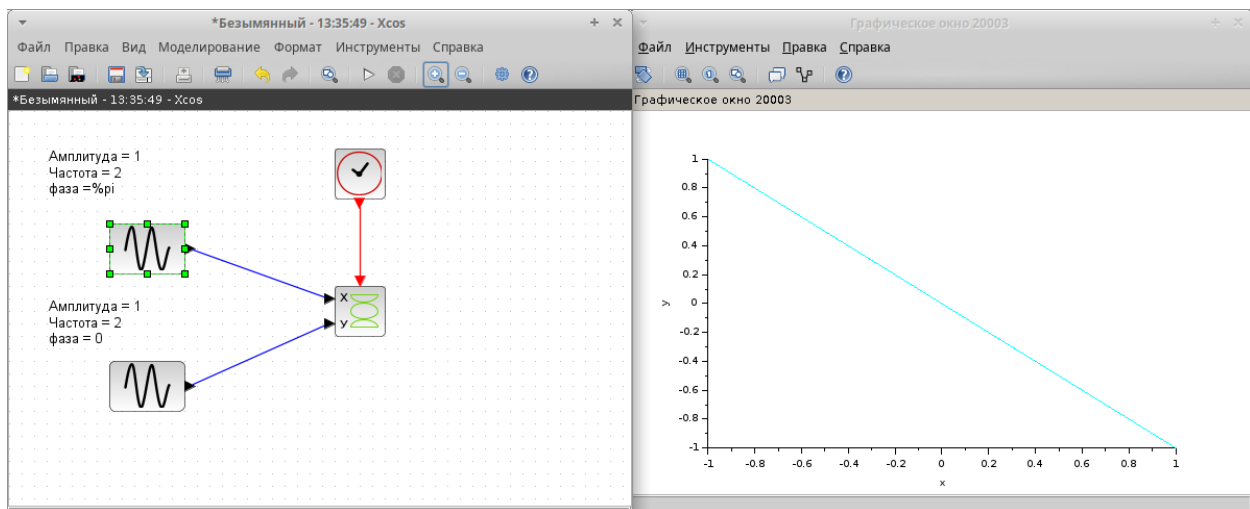 *Безымянный - 13:35:49 - Xcos
Файл Правка Вид Моделирование Формат Инструменты Справка
*Безымянный - 13:35:49 - Xcos
Амплитуда = 1
Частота = 2
фаза =%pi
Амплитуда = 1
Частота = 2
фаза = 0
X
y
Графическое окно 20003
Файл Инструменты Правка Справка
Графическое окно 20003
1
0.8
0.6
0.4
0.2
0
-0.2
-0.4
-0.6
-0.8
-1
y
-1 -0.8 -0.6 -0.4 -0.2 0 0.2 0.4 0.6 0.8 1
x